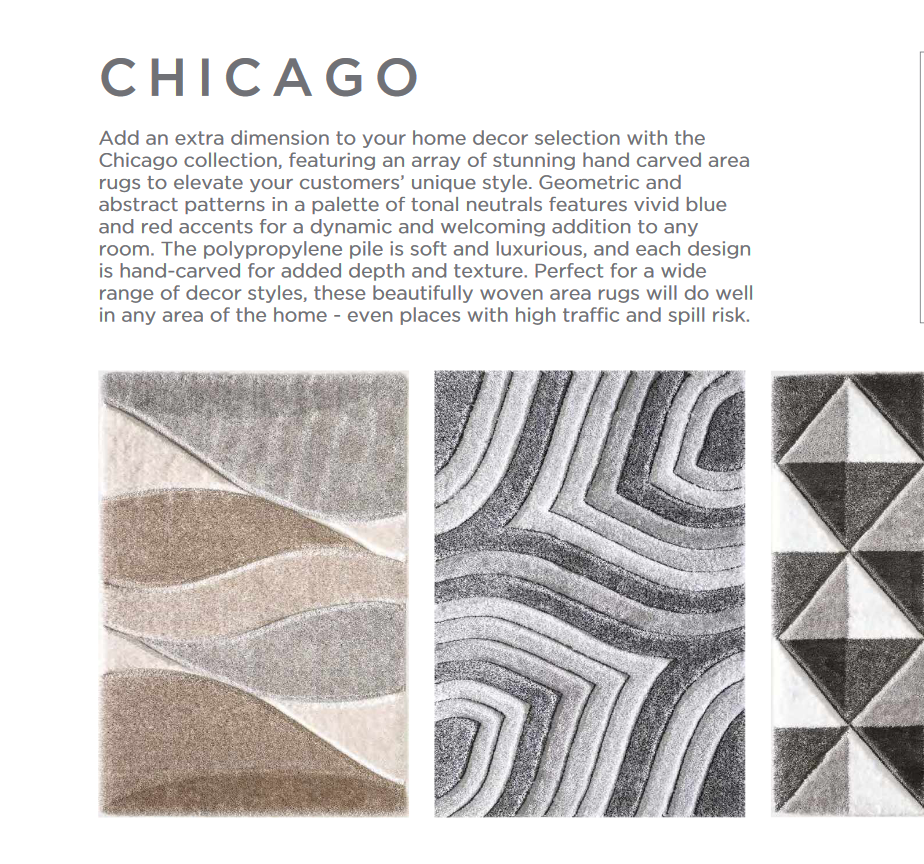 CHICAGO
Add an extra dimension to your home decor selection with the
Chicago collection, featuring an array of stunning hand carved area
rugs to elevate your customers’ unique style. Geometric and
abstract patterns in a palette of tonal neutrals features vivid blue
and red accents for a dynamic and welcoming addition to any
room. The polypropylene pile is soft and luxurious, and each design
is hand-carved for added depth and texture. Perfect for a wide
range of decor styles, these beautifully woven area rugs will do well
in any area of the home - even places with high traffic and spill risk.